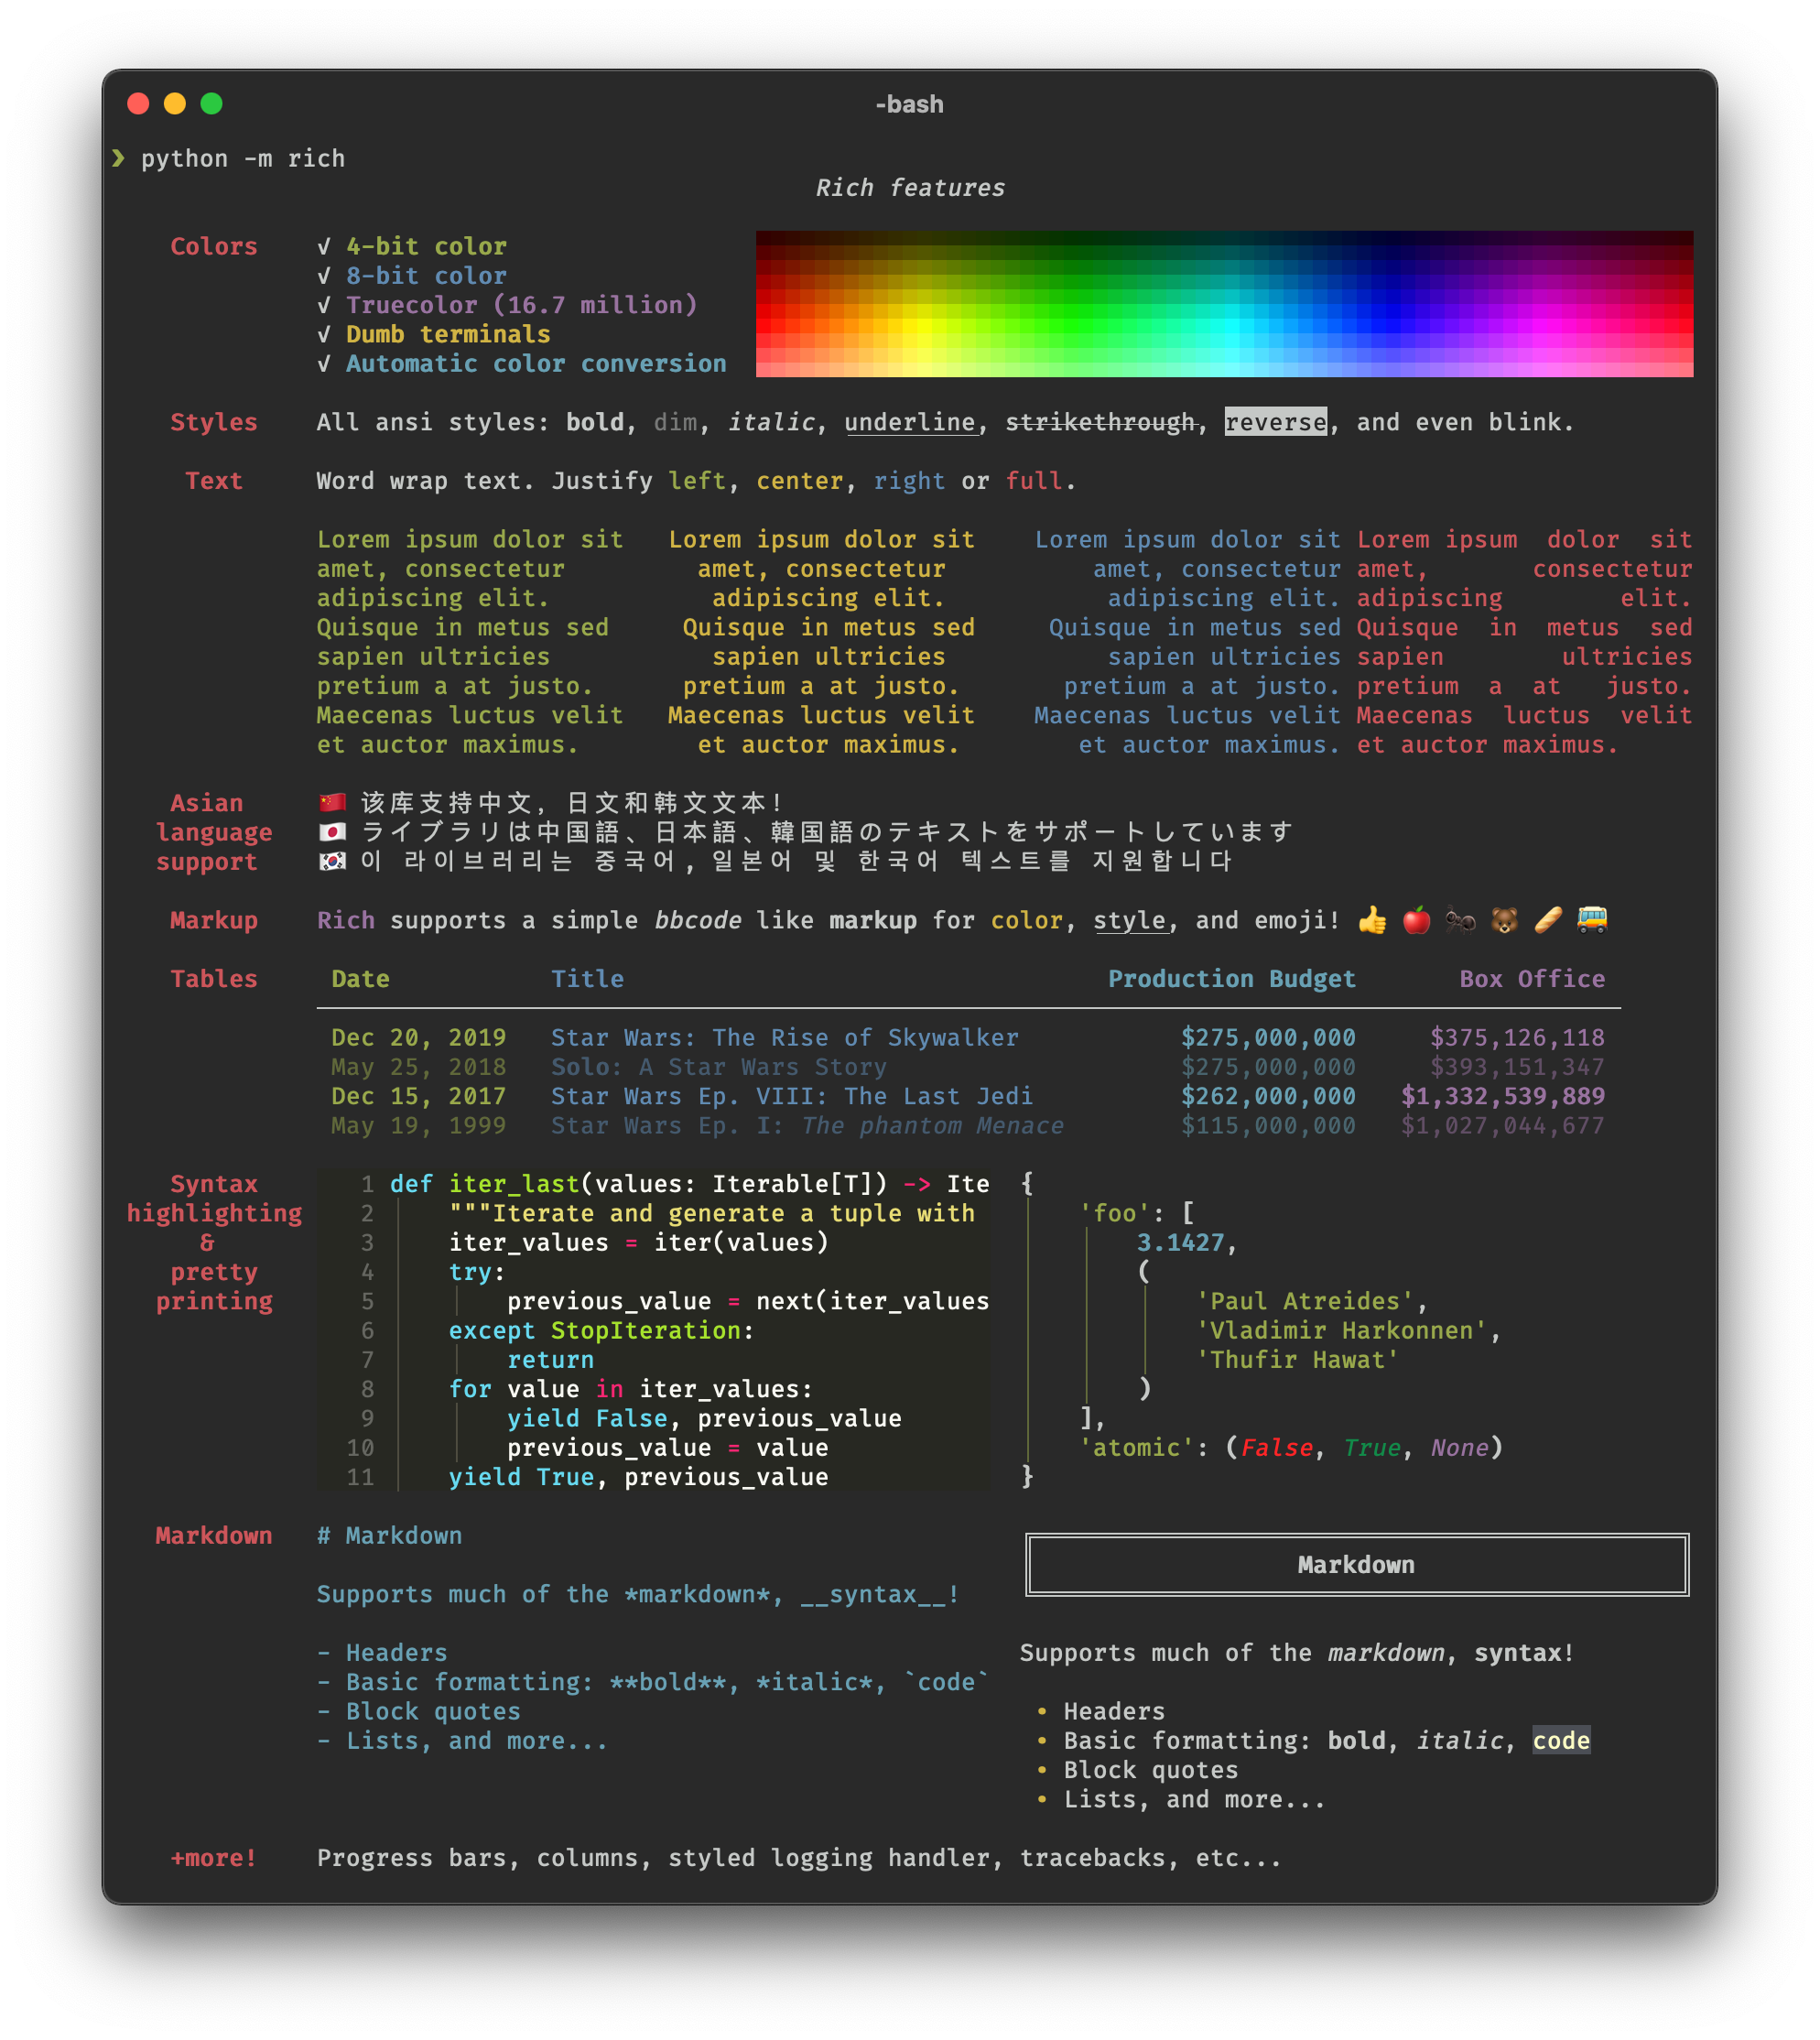 -bash
❯ python -m rich
Rich features
Colors √ 4-bit color
√ 8-bit color
√ Truecolor (16.7 million)
√ Dumb terminals
√ Automatic color conversion
Styles All ansi styles: bold, dim, italic, underline, strikethrough, reverse, and even blink.
Text Word wrap text. Justify left, center, right or full.
Lorem ipsum dolor sit Lorem ipsum dolor sit Lorem ipsum dolor sit Lorem ipsum dolor sit
amet, consectetur amet, consectetur amet, consectetur amet, consectetur
adipiscing elit. adipiscing elit. adipiscing elit. adipiscing elit.
Quisque in metus sed Quisque in metus sed Quisque in metus sed Quisque in metus sed
sapien ultricies sapien ultricies sapien ultricies sapien ultricies
pretium a at justo. pretium a at justo. pretium a at justo. pretium a at justo.
Maecenas luctus velit Maecenas luctus velit Maecenas luctus velit Maecenas luctus velit
et auctor maximus. et auctor maximus. et auctor maximus. et auctor maximus.
Asian 🇨🇳 该库支持中文，日文和韩文文本！
language 🇯🇵 ライブラリは中国語、日本語、韓国語のテキストをサポートしています
support 🇰🇷 이 라이브러리는 중국어, 일본어 및 한국어 텍스트를 지원합니다
Markup Rich supports a simple bbcode like markup for color, style, and emoji! 👍 🍎 🐜 🐻 🥖 🚌
Tables Date Title Production Budget Box Office
Dec 20, 2019 Star Wars: The Rise of Skywalker $275,000,000 $375,126,118
May 25, 2018 Solo: A Star Wars Story $275,000,000 $393,151,347
Dec 15, 2017 Star Wars Ep. VIII: The Last Jedi $262,000,000 $1,332,539,889
May 19, 1999 Star Wars Ep. I: The phantom Menace $115,000,000 $1,027,044,677
Syntax 1 def iter_last(values: Iterable[T]) -> Ite {
highlighting 2 """Iterate and generate a tuple with 'foo': [
& 3 iter_values = iter(values) 3.1427,
pretty 4 try: (
printing 5 previous_value = next(iter_values 'Paul Atreides',
6 except StopIteration: 'Vladimir Harkonnen',
7 return 'Thufir Hawat'
8 for value in iter_values: )
9 yield False, previous_value ],
10 previous_value = value 'atomic': (False, True, None)
11 yield True, previous_value }
Markdown # Markdown
Markdown
Supports much of the *markdown*, __syntax__!
- Headers Supports much of the markdown, syntax!
- Basic formatting: **bold**, *italic*, `code`
- Block quotes • Headers
- Lists, and more... • Basic formatting: bold, italic, code
• Block quotes
• Lists, and more...
+more! Progress bars, columns, styled logging handler, tracebacks, etc...